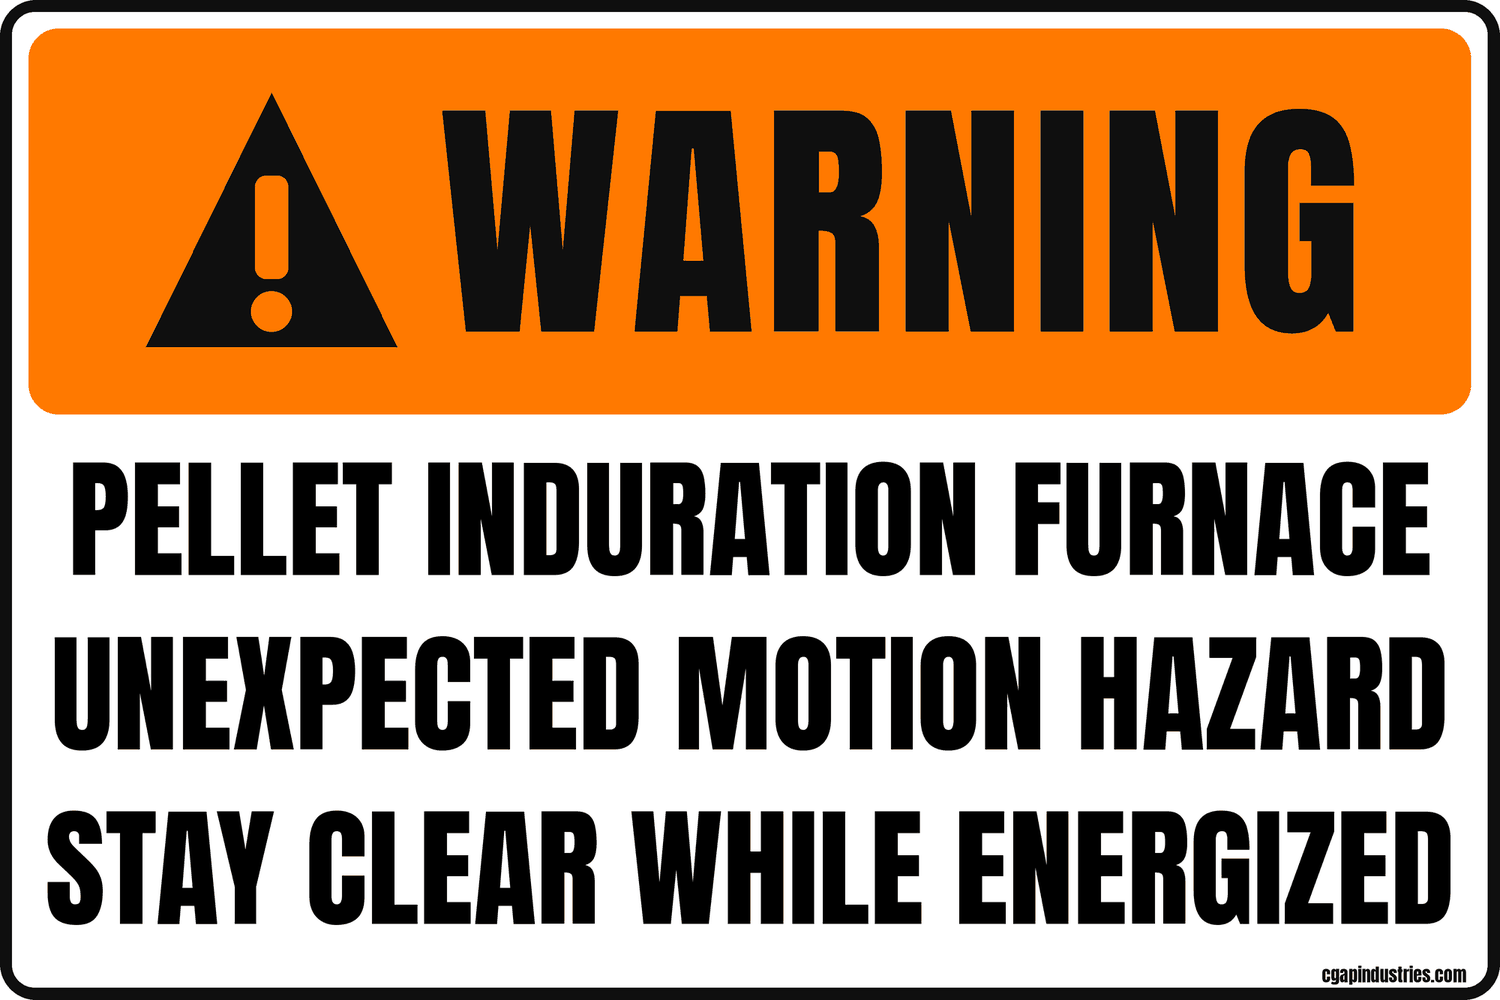 WARNING
PELLET INDURATION FURNACE
UNEXPECTED MOTION HAZARD
STAY CLEAR WHILE ENERGIZED
cgapindustries.com